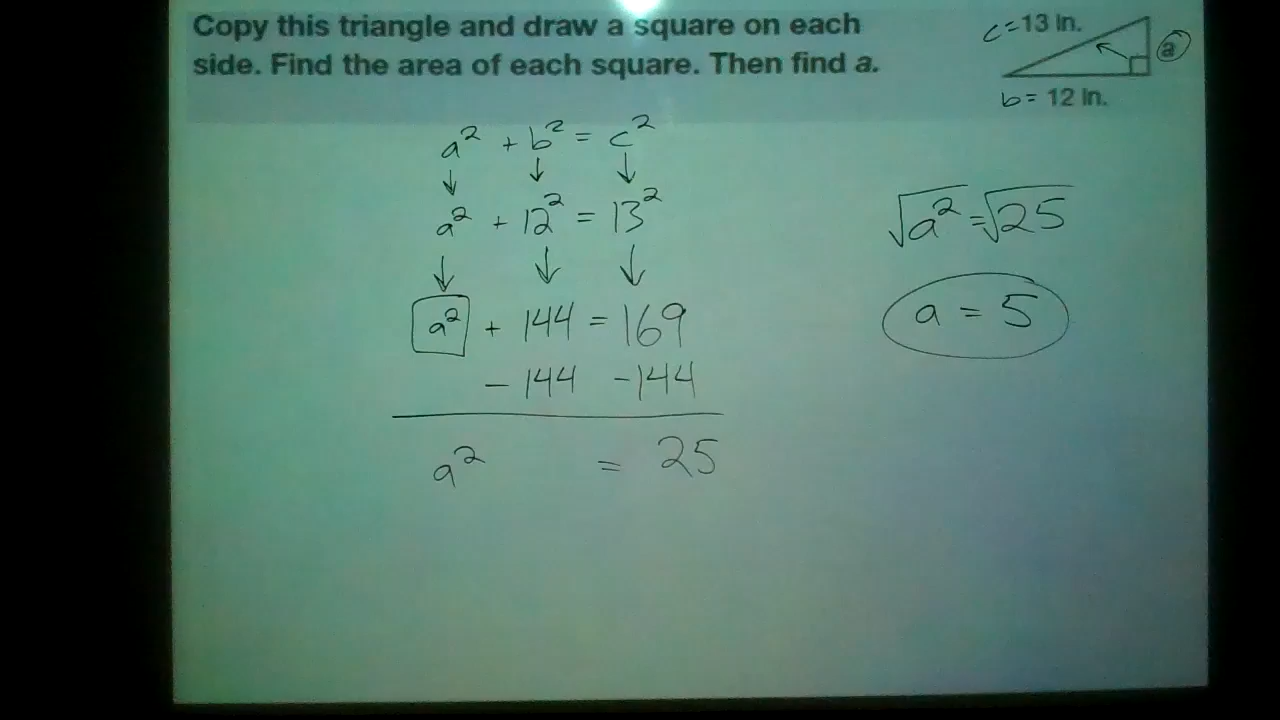 Copy this triangle and draw a square on each
side. Find the area of each square. Then find a.
c = 13 in.
a
b = 12 in.
a² + b² = c²
a² + 12² = 13²
a² + 144 = 169
- 144 -144
a² = 25
√a² = √25
a = 5